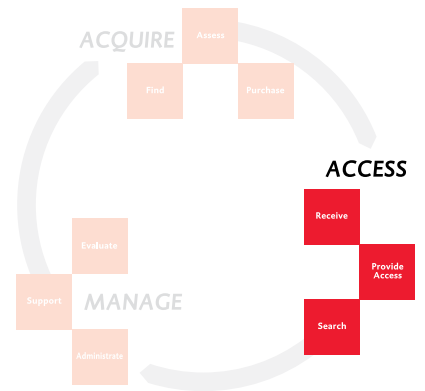 ACQUIRE
Assess
Find
Purchase
ACCESS
Receive
Provide
Access
Search
Evaluate
Support
MANAGE
Administrate